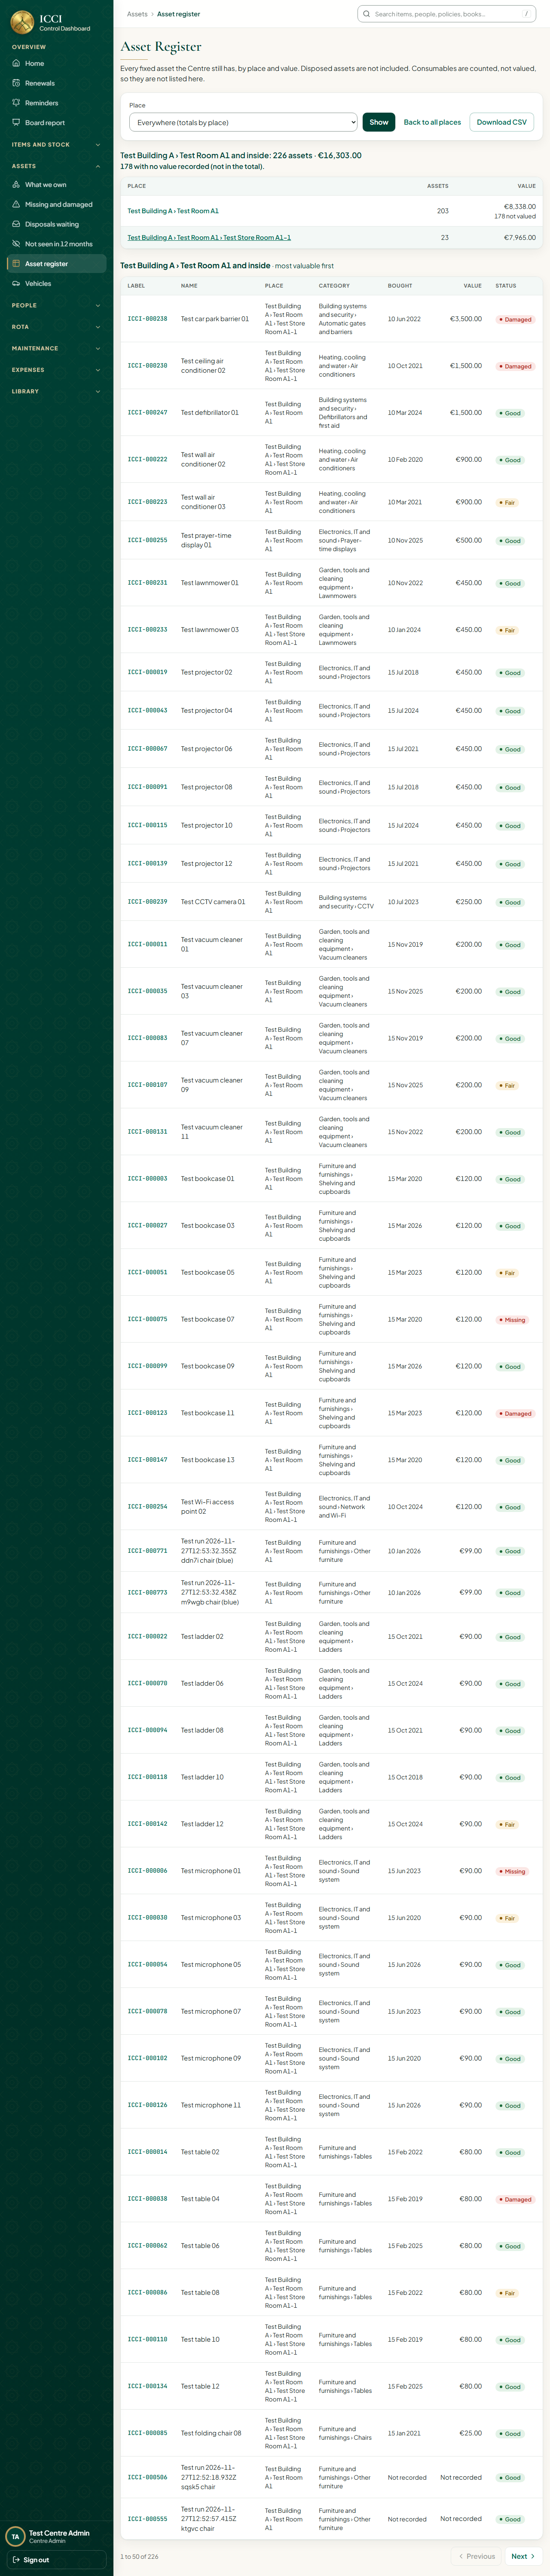 ICCI
Control Dashboard
OVERVIEW
Home
Renewals
Reminders
Board report
ITEMS AND STOCK
ASSETS
What we own
Missing and damaged
Disposals waiting
Not seen in 12 months
Asset register
Vehicles
PEOPLE
ROTA
MAINTENANCE
EXPENSES
LIBRARY
TA
Test Centre Admin
Centre Admin
Sign out
Assets › Asset register
Search items, people, policies, books... /
Asset Register
Every fixed asset the Centre still has, by place and value. Disposed assets are not included. Consumables are counted, not valued,
so they are not listed here.
Place
Everywhere (totals by place) Show Back to all places Download CSV
Test Building A › Test Room A1 and inside: 226 assets · €16,303.00
178 with no value recorded (not in the total).
PLACE ASSETS VALUE
Test Building A › Test Room A1 203 €8,338.00
178 not valued
Test Building A › Test Room A1 › Test Store Room A1-1 23 €7,965.00
Test Building A › Test Room A1 and inside · most valuable first
LABEL NAME PLACE CATEGORY BOUGHT VALUE STATUS
ICCI-000238 Test car park barrier 01 Test Building A › Test Room A1 › Test Store Room A1-1 Building systems and security › Automatic gates and barriers 10 Jun 2022 €3,500.00 Damaged
ICCI-000230 Test ceiling air conditioner 02 Test Building A › Test Room A1 › Test Store Room A1-1 Heating, cooling and water › Air conditioners 10 Oct 2021 €1,500.00 Damaged
ICCI-000247 Test defibrillator 01 Test Building A › Test Room A1 Building systems and security › Defibrillators and first aid 10 Mar 2024 €1,500.00 Good
ICCI-000222 Test wall air conditioner 02 Test Building A › Test Room A1 › Test Store Room A1-1 Heating, cooling and water › Air conditioners 10 Feb 2020 €900.00 Good
ICCI-000223 Test wall air conditioner 03 Test Building A › Test Room A1 Heating, cooling and water › Air conditioners 10 Mar 2021 €900.00 Fair
ICCI-000255 Test prayer-time display 01 Test Building A › Test Room A1 Electronics, IT and sound › Prayer-time displays 10 Nov 2025 €500.00 Good
ICCI-000231 Test lawnmower 01 Test Building A › Test Room A1 Garden, tools and cleaning equipment › Lawnmowers 10 Nov 2022 €450.00 Good
ICCI-000233 Test lawnmower 03 Test Building A › Test Room A1 › Test Store Room A1-1 Garden, tools and cleaning equipment › Lawnmowers 10 Jan 2024 €450.00 Fair
ICCI-000019 Test projector 02 Test Building A › Test Room A1 Electronics, IT and sound › Projectors 15 Jul 2018 €450.00 Good
ICCI-000043 Test projector 04 Test Building A › Test Room A1 Electronics, IT and sound › Projectors 15 Jul 2024 €450.00 Good
ICCI-000067 Test projector 06 Test Building A › Test Room A1 Electronics, IT and sound › Projectors 15 Jul 2021 €450.00 Good
ICCI-000091 Test projector 08 Test Building A › Test Room A1 Electronics, IT and sound › Projectors 15 Jul 2018 €450.00 Good
ICCI-000115 Test projector 10 Test Building A › Test Room A1 Electronics, IT and sound › Projectors 15 Jul 2024 €450.00 Good
ICCI-000139 Test projector 12 Test Building A › Test Room A1 Electronics, IT and sound › Projectors 15 Jul 2021 €450.00 Good
ICCI-000239 Test CCTV camera 01 Test Building A › Test Room A1 Building systems and security › CCTV 10 Jul 2023 €250.00 Good
ICCI-000011 Test vacuum cleaner 01 Test Building A › Test Room A1 Garden, tools and cleaning equipment › Vacuum cleaners 15 Nov 2019 €200.00 Good
ICCI-000035 Test vacuum cleaner 03 Test Building A › Test Room A1 Garden, tools and cleaning equipment › Vacuum cleaners 15 Nov 2025 €200.00 Good
ICCI-000083 Test vacuum cleaner 07 Test Building A › Test Room A1 Garden, tools and cleaning equipment › Vacuum cleaners 15 Nov 2019 €200.00 Good
ICCI-000107 Test vacuum cleaner 09 Test Building A › Test Room A1 Garden, tools and cleaning equipment › Vacuum cleaners 15 Nov 2025 €200.00 Fair
ICCI-000131 Test vacuum cleaner 11 Test Building A › Test Room A1 Garden, tools and cleaning equipment › Vacuum cleaners 15 Nov 2022 €200.00 Good
ICCI-000003 Test bookcase 01 Test Building A › Test Room A1 Furniture and furnishings › Shelving and cupboards 15 Mar 2020 €120.00 Good
ICCI-000027 Test bookcase 03 Test Building A › Test Room A1 Furniture and furnishings › Shelving and cupboards 15 Mar 2026 €120.00 Good
ICCI-000051 Test bookcase 05 Test Building A › Test Room A1 Furniture and furnishings › Shelving and cupboards 15 Mar 2023 €120.00 Fair
ICCI-000075 Test bookcase 07 Test Building A › Test Room A1 Furniture and furnishings › Shelving and cupboards 15 Mar 2020 €120.00 Missing
ICCI-000099 Test bookcase 09 Test Building A › Test Room A1 Furniture and furnishings › Shelving and cupboards 15 Mar 2026 €120.00 Good
ICCI-000123 Test bookcase 11 Test Building A › Test Room A1 Furniture and furnishings › Shelving and cupboards 15 Mar 2023 €120.00 Damaged
ICCI-000147 Test bookcase 13 Test Building A › Test Room A1 Furniture and furnishings › Shelving and cupboards 15 Mar 2020 €120.00 Good
ICCI-000254 Test Wi-Fi access point 02 Test Building A › Test Room A1 › Test Store Room A1-1 Electronics, IT and sound › Network and Wi-Fi 10 Oct 2024 €120.00 Good
ICCI-000771 Test run 2026-11-27T12:53:32.355Z ddn7i chair (blue) Test Building A › Test Room A1 Furniture and furnishings › Other furniture 10 Jan 2026 €99.00 Good
ICCI-000773 Test run 2026-11-27T12:53:32.438Z m9wgb chair (blue) Test Building A › Test Room A1 Furniture and furnishings › Other furniture 10 Jan 2026 €99.00 Good
ICCI-000022 Test ladder 02 Test Building A › Test Room A1 › Test Store Room A1-1 Garden, tools and cleaning equipment › Ladders 15 Oct 2021 €90.00 Good
ICCI-000070 Test ladder 06 Test Building A › Test Room A1 › Test Store Room A1-1 Garden, tools and cleaning equipment › Ladders 15 Oct 2024 €90.00 Good
ICCI-000094 Test ladder 08 Test Building A › Test Room A1 › Test Store Room A1-1 Garden, tools and cleaning equipment › Ladders 15 Oct 2021 €90.00 Good
ICCI-000118 Test ladder 10 Test Building A › Test Room A1 › Test Store Room A1-1 Garden, tools and cleaning equipment › Ladders 15 Oct 2018 €90.00 Good
ICCI-000142 Test ladder 12 Test Building A › Test Room A1 › Test Store Room A1-1 Garden, tools and cleaning equipment › Ladders 15 Oct 2024 €90.00 Fair
ICCI-000006 Test microphone 01 Test Building A › Test Room A1 › Test Store Room A1-1 Electronics, IT and sound › Sound system 15 Jun 2023 €90.00 Missing
ICCI-000030 Test microphone 03 Test Building A › Test Room A1 › Test Store Room A1-1 Electronics, IT and sound › Sound system 15 Jun 2020 €90.00 Fair
ICCI-000054 Test microphone 05 Test Building A › Test Room A1 › Test Store Room A1-1 Electronics, IT and sound › Sound system 15 Jun 2026 €90.00 Good
ICCI-000078 Test microphone 07 Test Building A › Test Room A1 › Test Store Room A1-1 Electronics, IT and sound › Sound system 15 Jun 2023 €90.00 Good
ICCI-000102 Test microphone 09 Test Building A › Test Room A1 › Test Store Room A1-1 Electronics, IT and sound › Sound system 15 Jun 2020 €90.00 Good
ICCI-000126 Test microphone 11 Test Building A › Test Room A1 › Test Store Room A1-1 Electronics, IT and sound › Sound system 15 Jun 2026 €90.00 Good
ICCI-000014 Test table 02 Test Building A › Test Room A1 › Test Store Room A1-1 Furniture and furnishings › Tables 15 Feb 2022 €80.00 Good
ICCI-000038 Test table 04 Test Building A › Test Room A1 › Test Store Room A1-1 Furniture and furnishings › Tables 15 Feb 2019 €80.00 Damaged
ICCI-000062 Test table 06 Test Building A › Test Room A1 › Test Store Room A1-1 Furniture and furnishings › Tables 15 Feb 2025 €80.00 Good
ICCI-000086 Test table 08 Test Building A › Test Room A1 › Test Store Room A1-1 Furniture and furnishings › Tables 15 Feb 2022 €80.00 Fair
ICCI-000110 Test table 10 Test Building A › Test Room A1 › Test Store Room A1-1 Furniture and furnishings › Tables 15 Feb 2019 €80.00 Good
ICCI-000134 Test table 12 Test Building A › Test Room A1 › Test Store Room A1-1 Furniture and furnishings › Tables 15 Feb 2025 €80.00 Good
ICCI-000085 Test folding chair 08 Test Building A › Test Room A1 › Test Store Room A1-1 Furniture and furnishings › Chairs 15 Jan 2021 €25.00 Good
ICCI-000506 Test run 2026-11-27T12:52:18.932Z sqsk5 chair Test Building A › Test Room A1 Furniture and furnishings › Other furniture Not recorded Not recorded Good
ICCI-000555 Test run 2026-11-27T12:52:57.415Z ktgvc chair Test Building A › Test Room A1 Furniture and furnishings › Other furniture Not recorded Not recorded Good
1 to 50 of 226 Previous Next